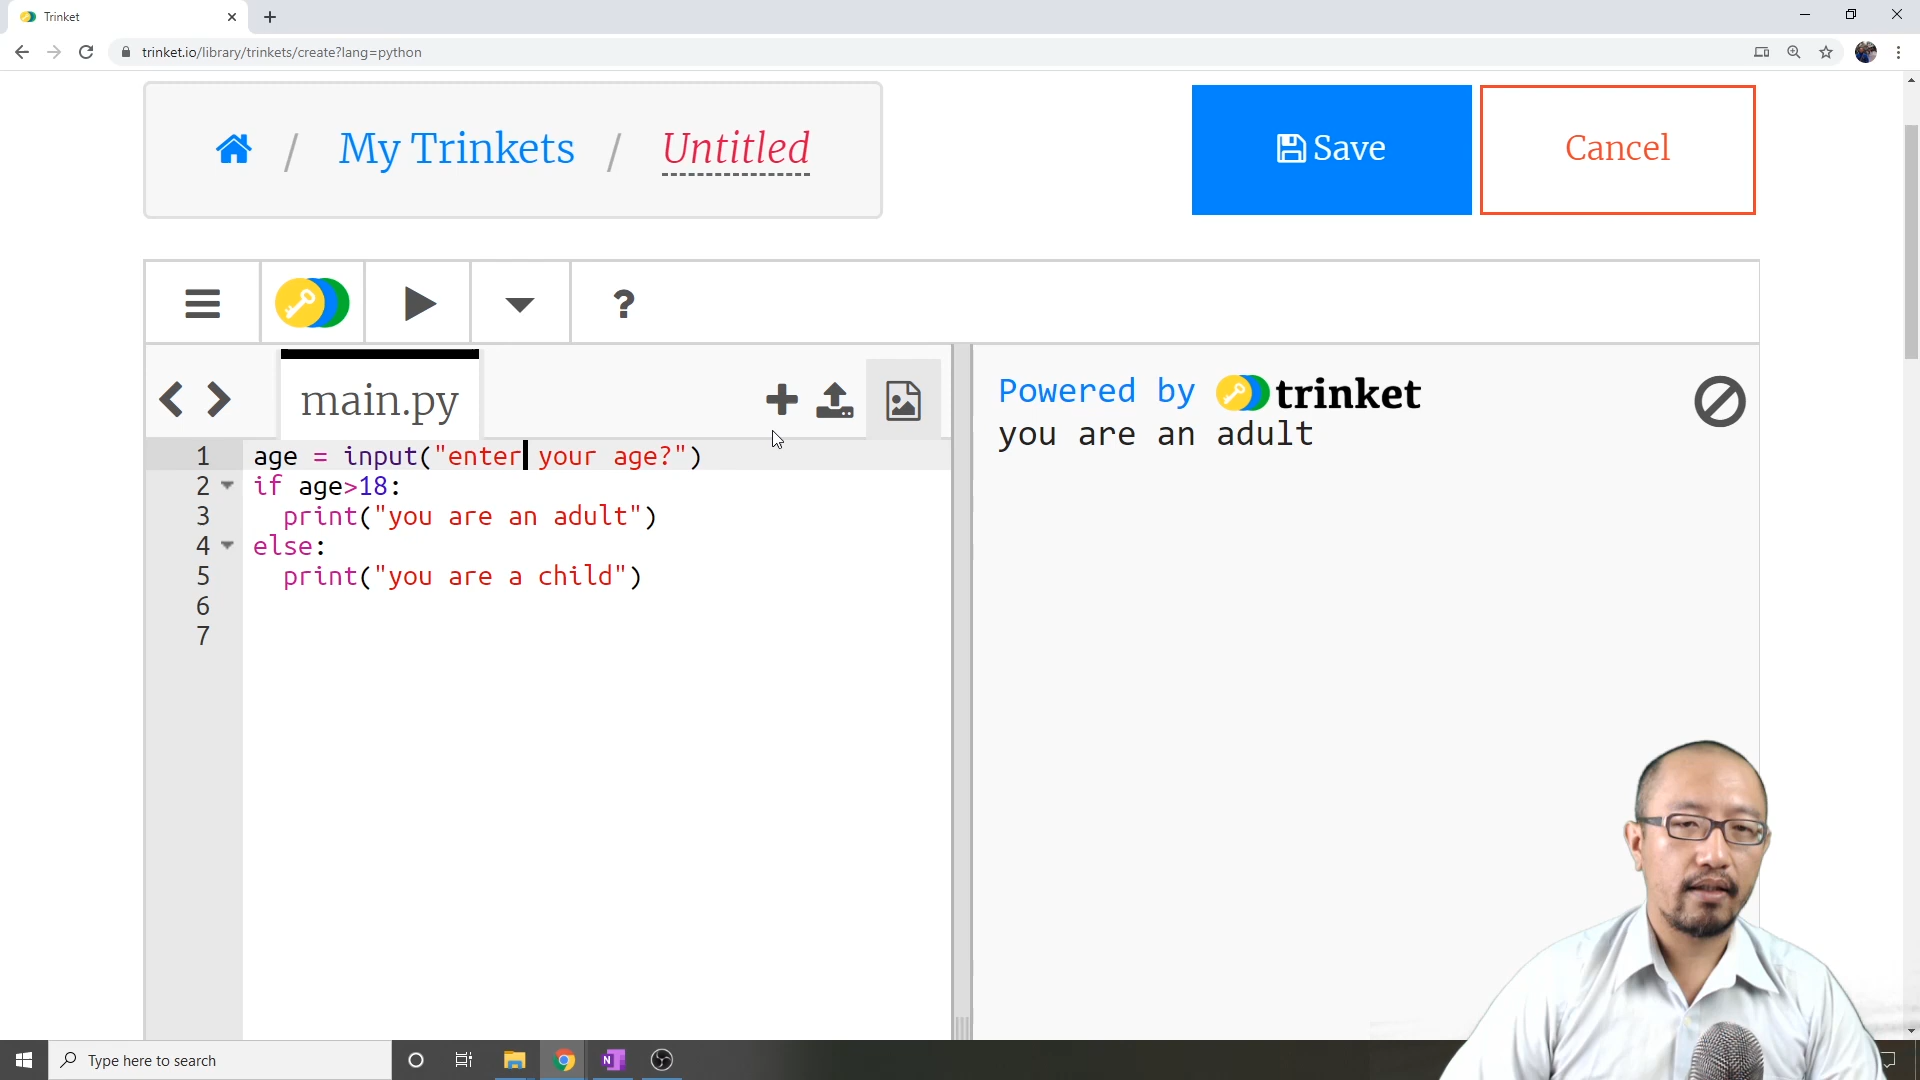 Trinket
trinket.io/library/trinkets/create?lang=python
/ My Trinkets / Untitled
Save
Cancel
?
main.py
Powered by trinket
you are an adult
1 age = input("enter your age?")
2 if age>18:
3 print("you are an adult")
4 else:
5 print("you are a child")
6
7
Type here to search